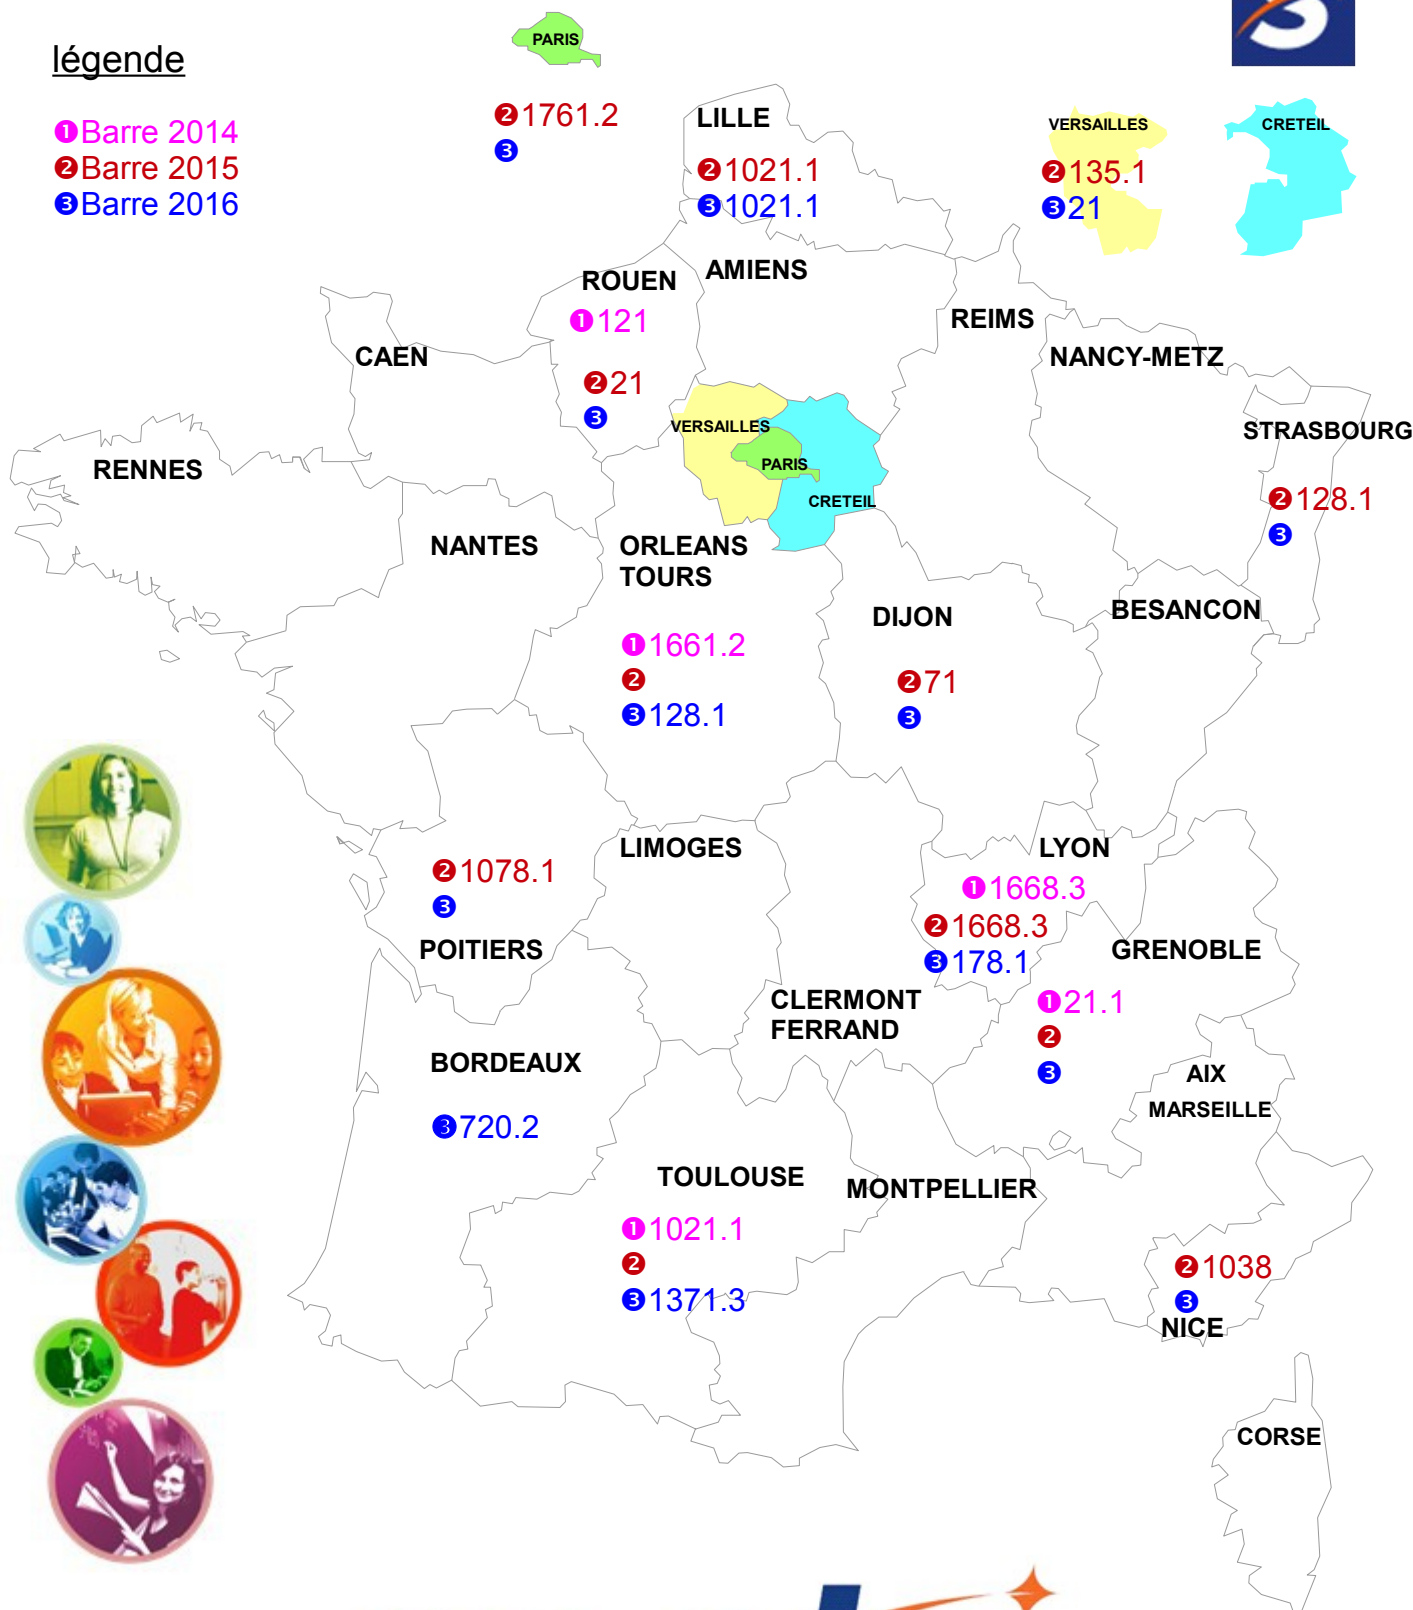 légende
❶Barre 2014
❷Barre 2015
❸Barre 2016
PARIS
❷1761.2
❸
LILLE
❷1021.1
❸1021.1
VERSAILLES
❷135.1
❸21
CRETEIL
ROUEN
❶121
❷21
❸
AMIENS
REIMS
CAEN
NANCY-METZ
STRASBOURG
❷128.1
❸
VERSAILLES
PARIS
CRETEIL
RENNES
NANTES
ORLEANS
TOURS
❶1661.2
❷
❸128.1
DIJON
❷71
❸
BESANCON
LIMOGES
LYON
❶1668.3
❷1668.3
❸178.1
❷1078.1
❸
POITIERS
GRENOBLE
❶21.1
❷
❸
CLERMONT
FERRAND
BORDEAUX
❸720.2
AIX
MARSEILLE
TOULOUSE
❶1021.1
❷
❸1371.3
MONTPELLIER
❷1038
❸
NICE
CORSE